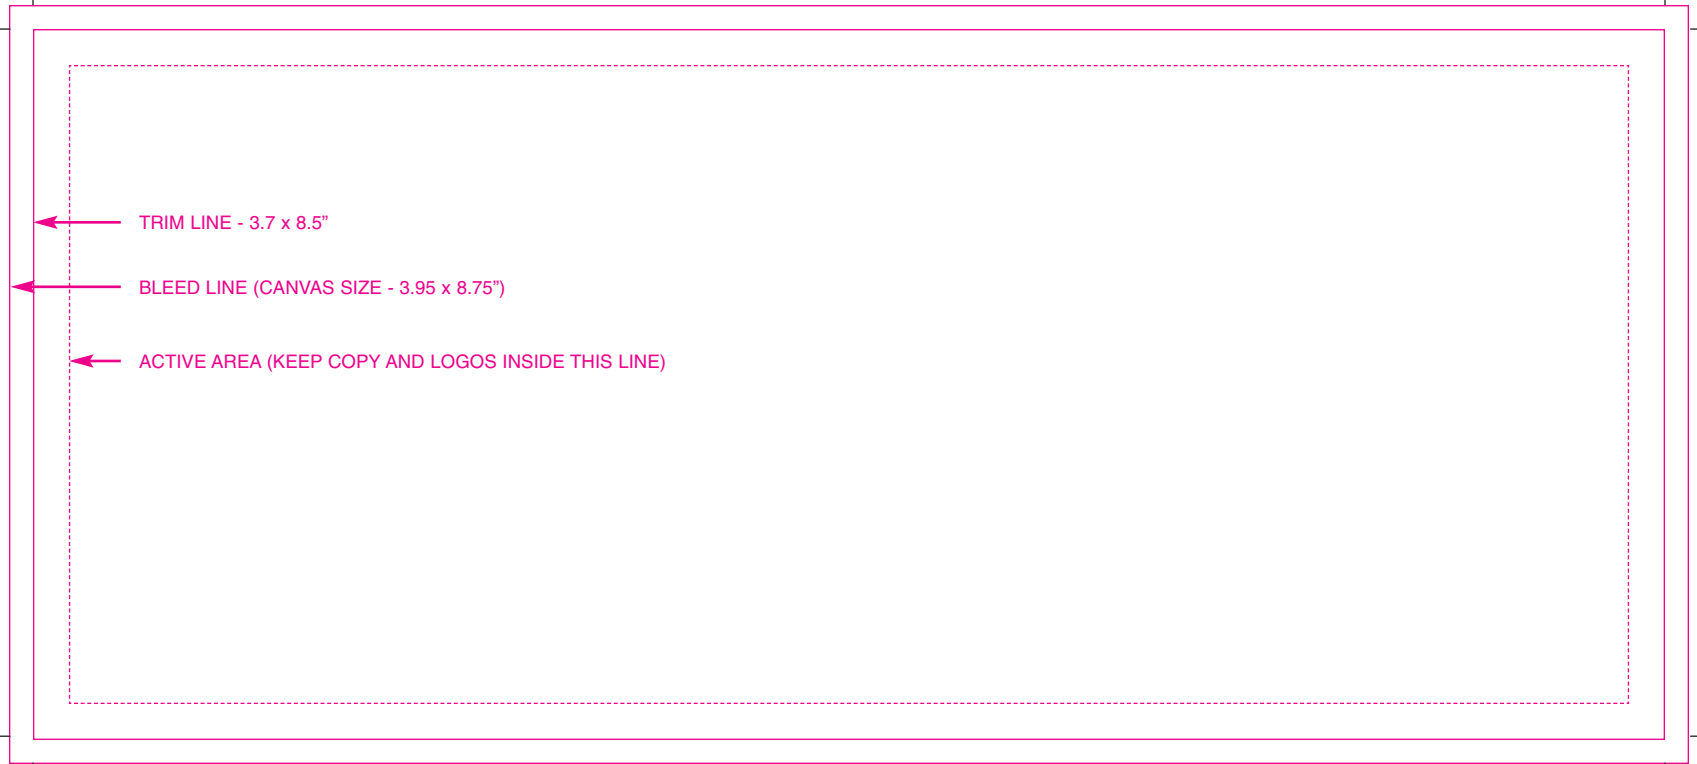 TRIM LINE - 3.7 x 8.5”
BLEED LINE (CANVAS SIZE - 3.95 x 8.75”)
ACTIVE AREA (KEEP COPY AND LOGOS INSIDE THIS LINE)